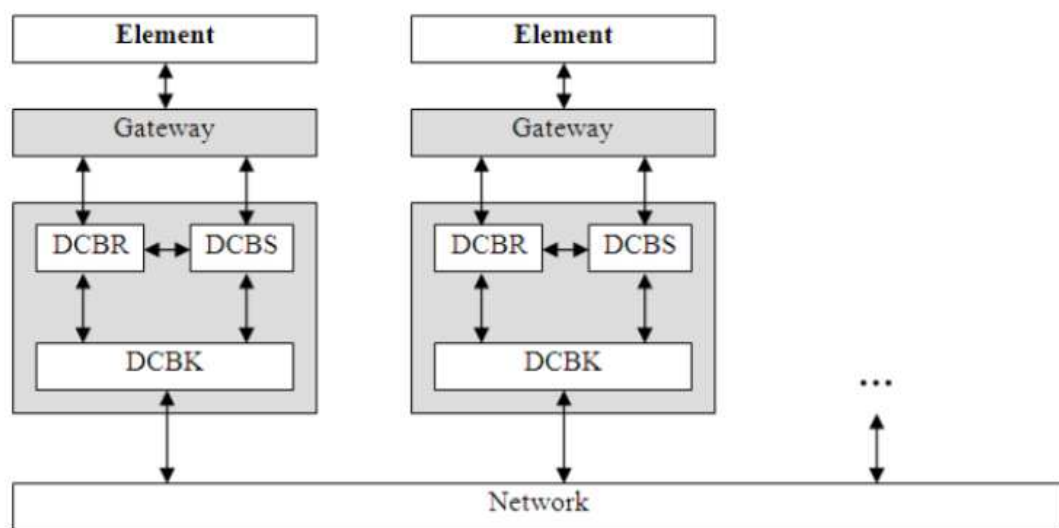 Element
Element
Gateway
Gateway
DCBR
DCBS
DCBR
DCBS
DCBK
DCBK
...
Network